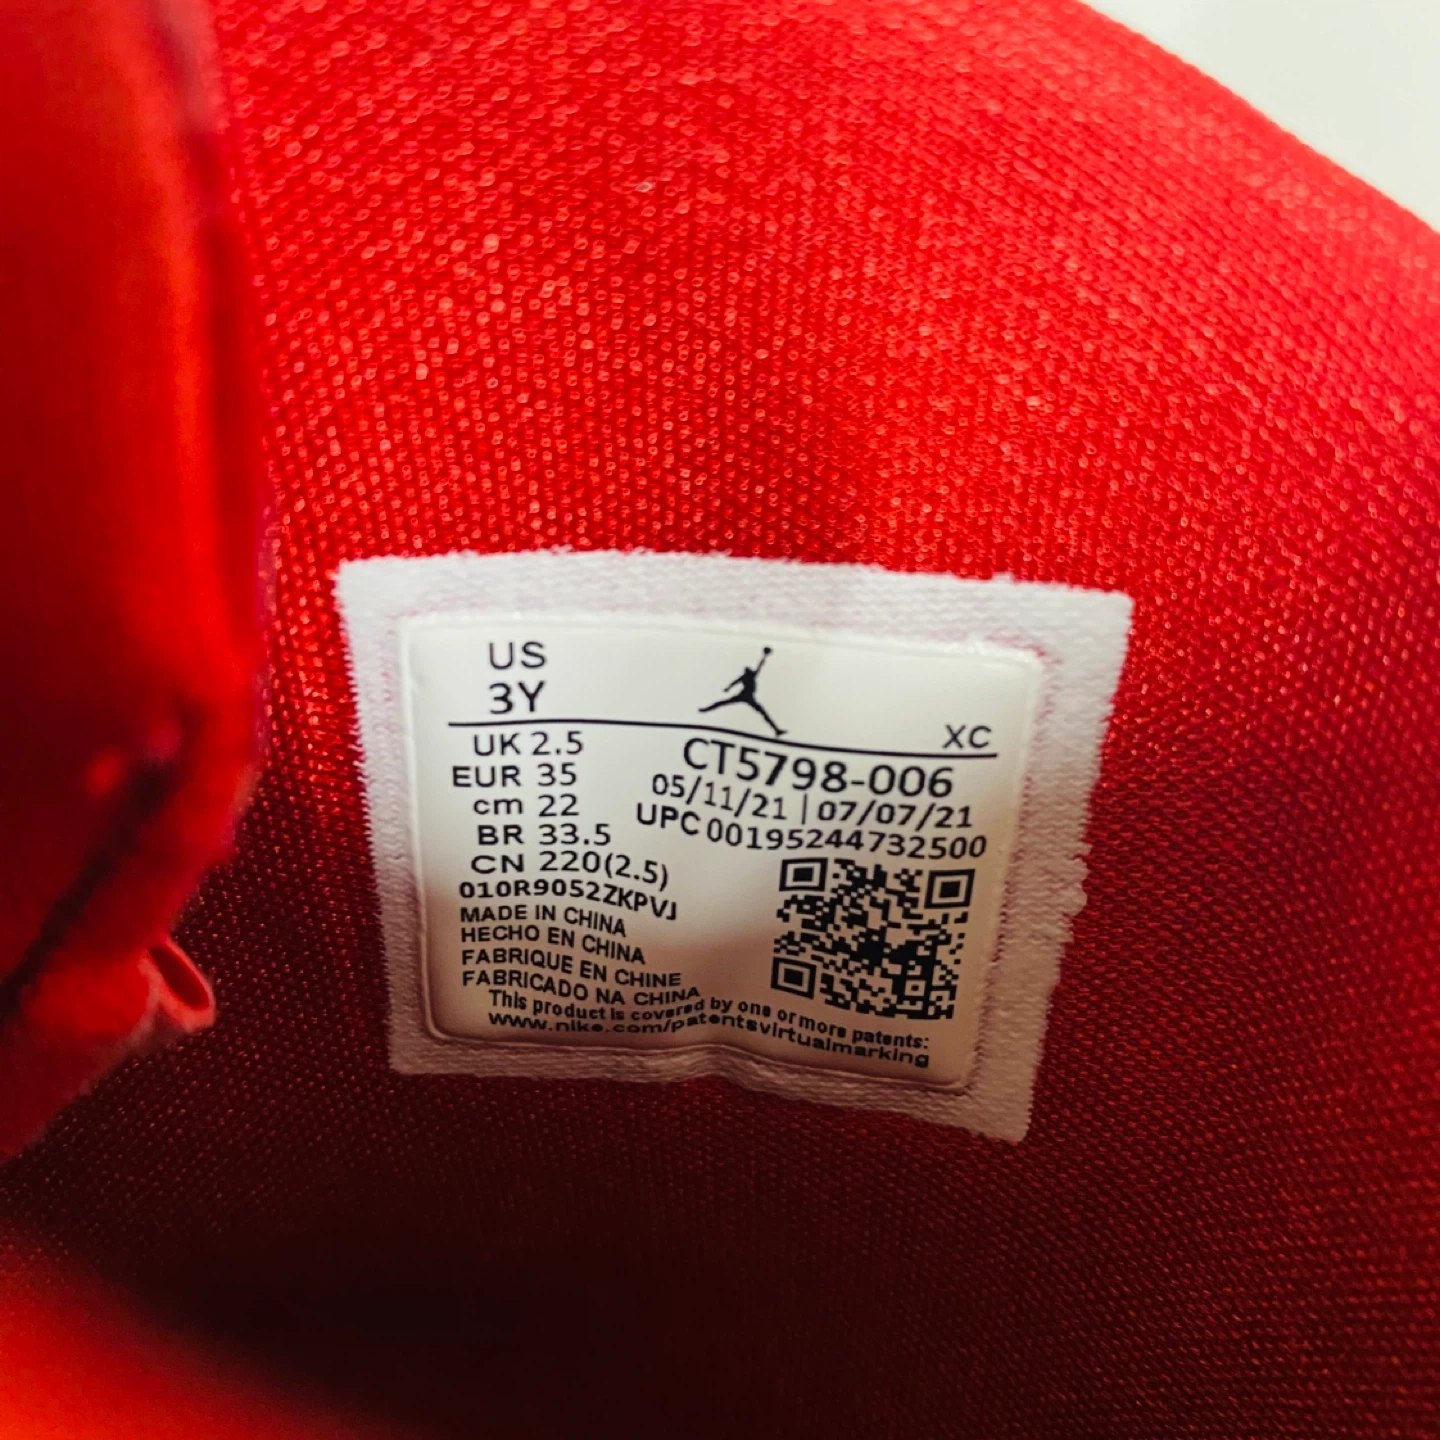 US
3Y
XC
UK 2.5
EUR 35
cm 22
BR 33.5
CN 220(2.5)
010R9052ZKPVJ
MADE IN CHINA
HECHO EN CHINA
FABRIQUE EN CHINE
FABRICADO NA CHINA
CT5798-006
05/11/21 | 07/07/21
UPC 00195244732500
This product is covered by one or more patents:
www.nike.com/patentsvirtualmarking